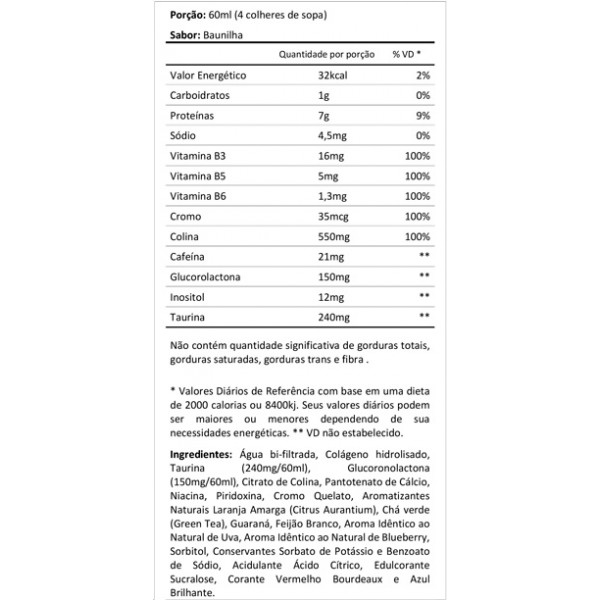 Porção: 60ml (4 colheres de sopa)
Sabor: Baunilha
Quantidade por porção % VD *
Valor Energético 32kcal 2%
Carboidratos 1g 0%
Proteínas 7g 9%
Sódio 4,5mg 0%
Vitamina B3 16mg 100%
Vitamina B5 5mg 100%
Vitamina B6 1,3mg 100%
Cromo 35mcg 100%
Colina 550mg 100%
Cafeína 21mg **
Glucorolactona 150mg **
Inositol 12mg **
Taurina 240mg **
Não contém quantidade significativa de gorduras totais,
gorduras saturadas, gorduras trans e fibra .
* Valores Diários de Referência com base em uma dieta
de 2000 calorias ou 8400kj. Seus valores diários podem
ser maiores ou menores dependendo de sua
necessidades energéticas. ** VD não estabelecido.
Ingredientes: Água bi-filtrada, Colágeno hidrolisado,
Taurina (240mg/60ml), Glucoronolactona
(150mg/60ml), Citrato de Colina, Pantotenato de Cálcio,
Niacina, Piridoxina, Cromo Quelato, Aromatizantes
Naturais Laranja Amarga (Citrus Aurantium), Chá verde
(Green Tea), Guaraná, Feijão Branco, Aroma Idêntico ao
Natural de Uva, Aroma Idêntico ao Natural de Blueberry,
Sorbitol, Conservantes Sorbato de Potássio e Benzoato
de Sódio, Acidulante Ácido Cítrico, Edulcorante
Sucralose, Corante Vermelho Bourdeaux e Azul
Brilhante.